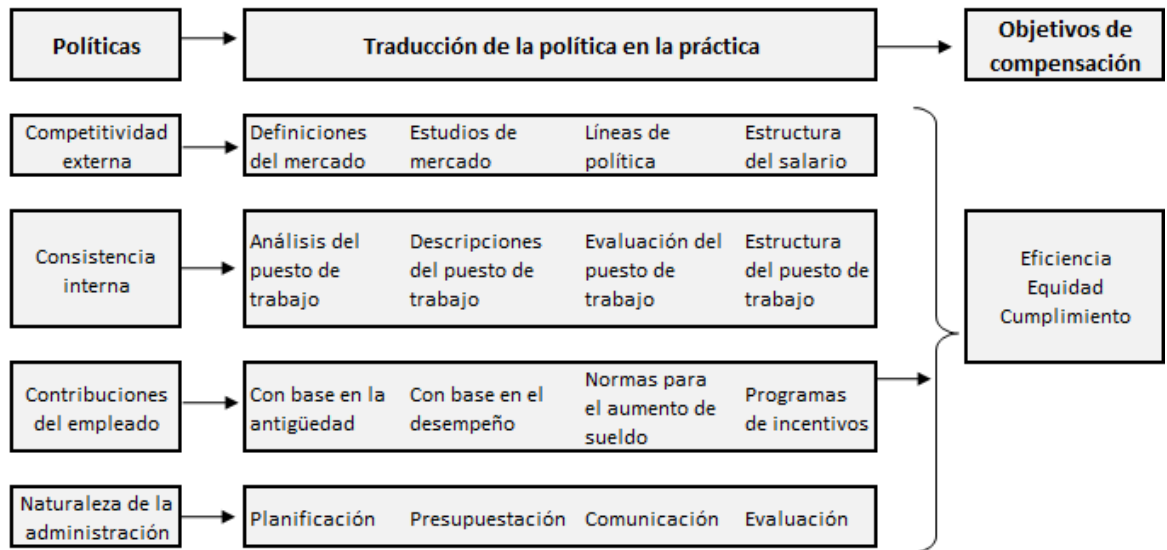 Políticas
Traducción de la política en la práctica
Objetivos de
compensación
Competitividad
externa
Definiciones
del mercado
Estudios de
mercado
Líneas de
política
Estructura
del salario
Consistencia
interna
Análisis del
puesto de
trabajo
Descripciones
del puesto de
trabajo
Evaluación del
puesto de
trabajo
Estructura
del puesto de
trabajo
Eficiencia
Equidad
Cumplimiento
Contribuciones
del empleado
Con base en la
antigüedad
Con base en el
desempeño
Normas para
el aumento de
sueldo
Programas
de incentivos
Naturaleza de la
administración
Planificación
Presupuestación
Comunicación
Evaluación